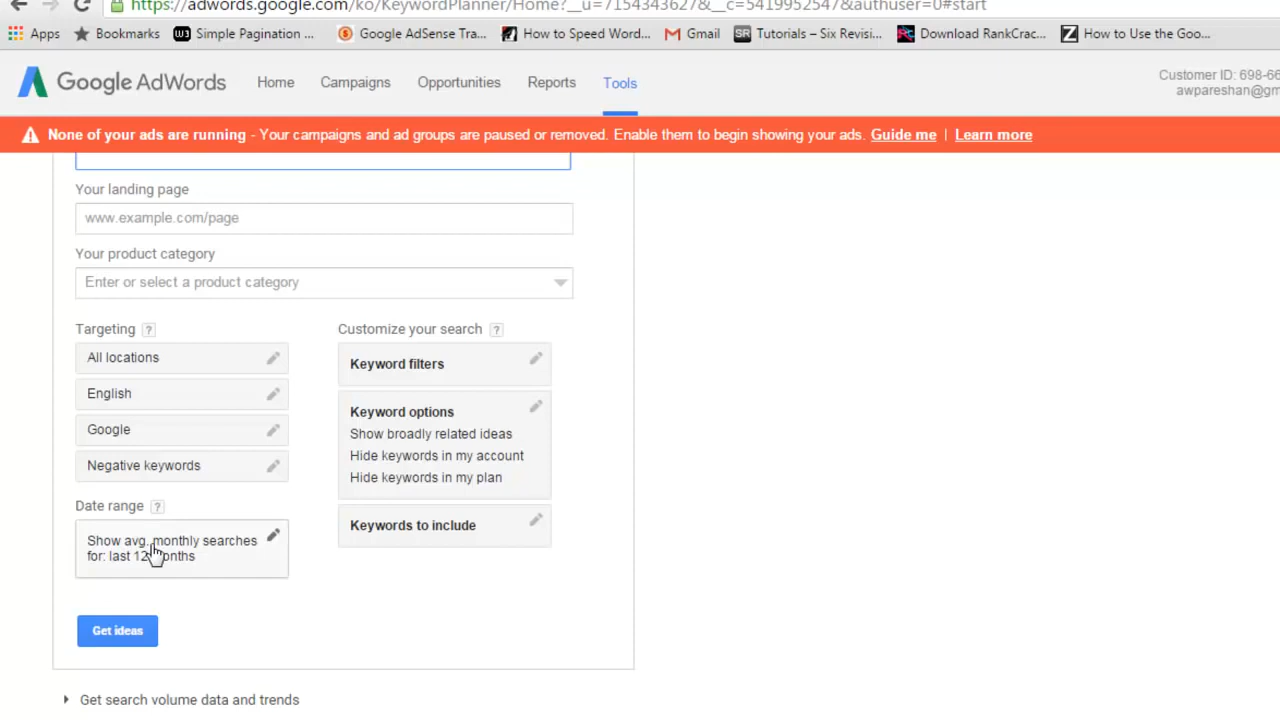 https://adwords.google.com/ko/KeywordPlanner/Home?__u=7154343627&__c=5419952547&authuser=0#start
Apps Bookmarks W3 Simple Pagination ... Google AdSense Tra... How to Speed Word... Gmail SR Tutorials – Six Revisi... Download RankCrac... Z How to Use the Goo...
Google AdWords Home Campaigns Opportunities Reports Tools
Customer ID: 698-66
awpareshan@gm
None of your ads are running - Your campaigns and ad groups are paused or removed. Enable them to begin showing your ads. Guide me | Learn more
Your landing page
www.example.com/page
Your product category
Enter or select a product category
Targeting ?
All locations
English
Google
Negative keywords
Date range ?
Show avg. monthly searches
for: last 12 months
Customize your search ?
Keyword filters
Keyword options
Show broadly related ideas
Hide keywords in my account
Hide keywords in my plan
Keywords to include
Get ideas
Get search volume data and trends